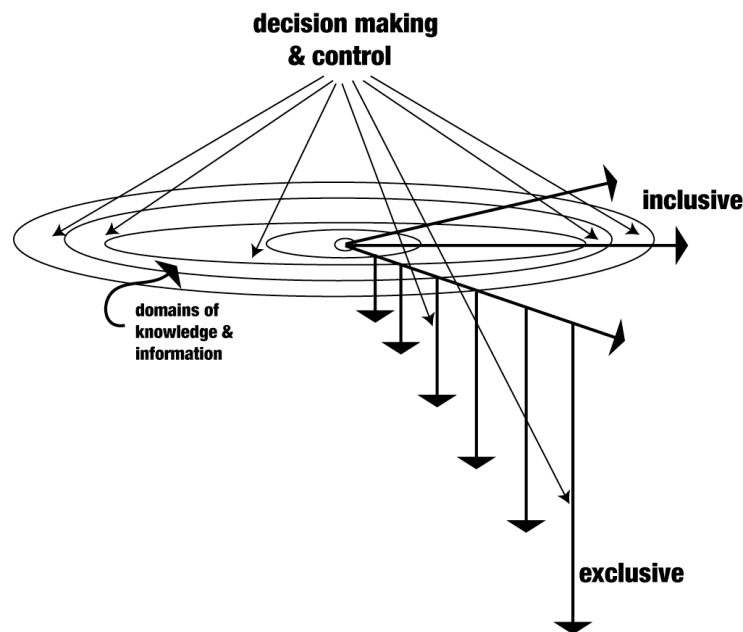 decision making
& control
inclusive
domains of
knowledge &
information
exclusive